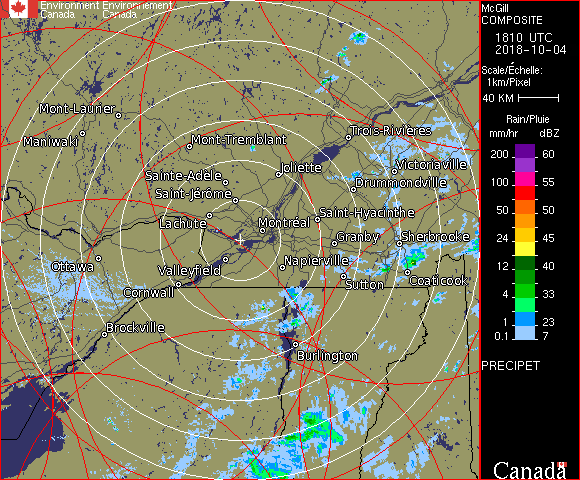 Environment Environnement
Canada Canada
McGill
COMPOSITE
1810 UTC
2018-10-04
Scale/Échelle:
1km/Pixel
40 KM
Rain/Pluie
mm/hr dBZ
200 60
100 55
50 50
24 45
12 40
4 33
1 23
0.1 7
PRECIPET
Canada
Mont-Laurier
Maniwaki
Mont-Tremblant
Trois-Rivières
Joliette
Victoriaville
Sainte-Adèle
Drummondville
Saint-Jérôme
Lachute
Saint-Hyacinthe
Montréal
Granby
Sherbrooke
Ottawa
Valleyfield
Napierville
Sutton
Coaticook
Cornwall
Brockville
Burlington